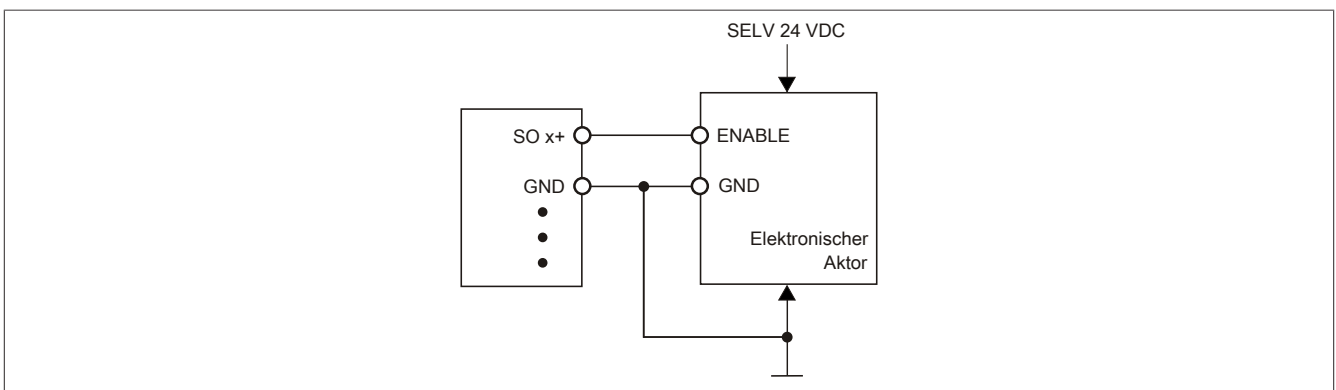 SELV 24 VDC
SO x+
ENABLE
GND
GND
Elektronischer
Aktor